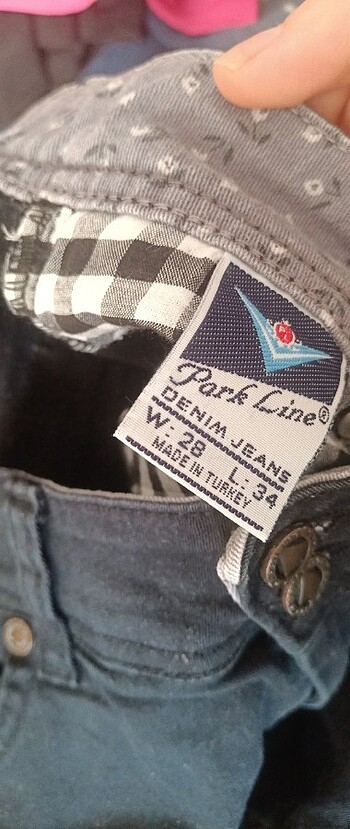 Park Line®
DENIM JEANS
W: 28 L: 34
MADE IN TURKEY